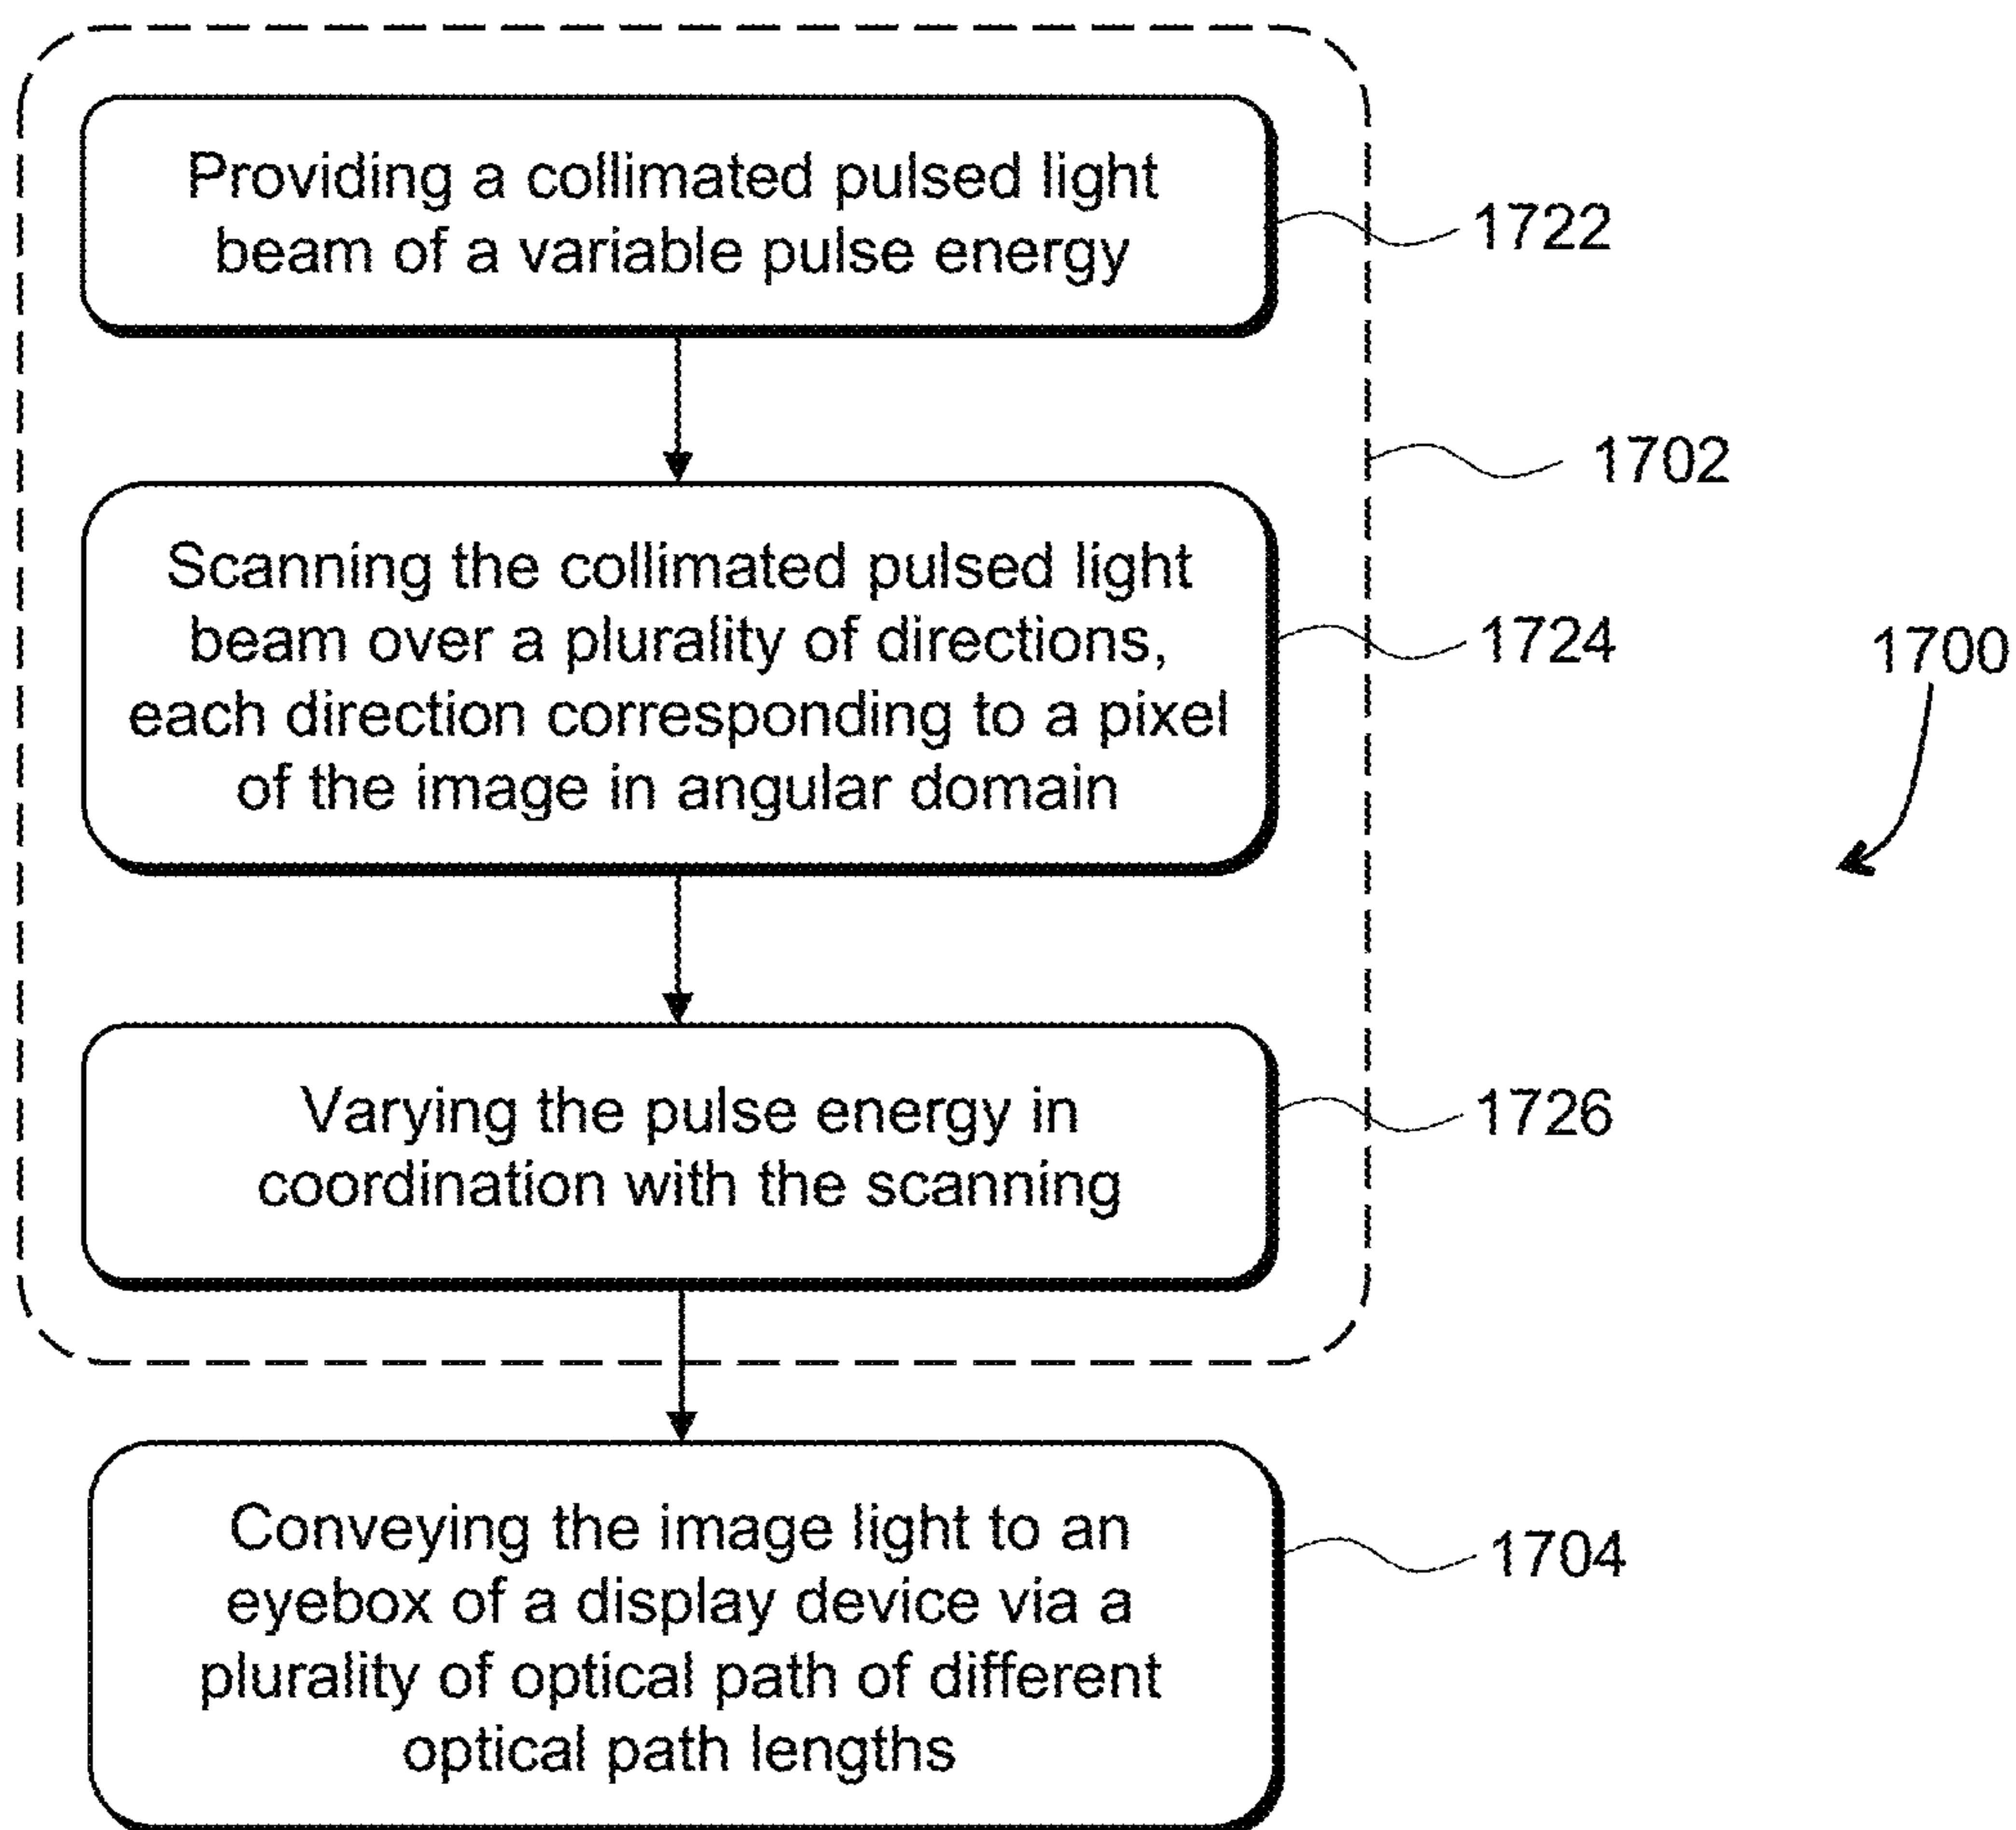 Providing a collimated pulsed light
beam of a variable pulse energy
1722
1702
Scanning the collimated pulsed light
beam over a plurality of directions,
each direction corresponding to a pixel
of the image in angular domain
1724
1700
Varying the pulse energy in
coordination with the scanning
1726
Conveying the image light to an
eyebox of a display device via a
plurality of optical path of different
optical path lengths
1704